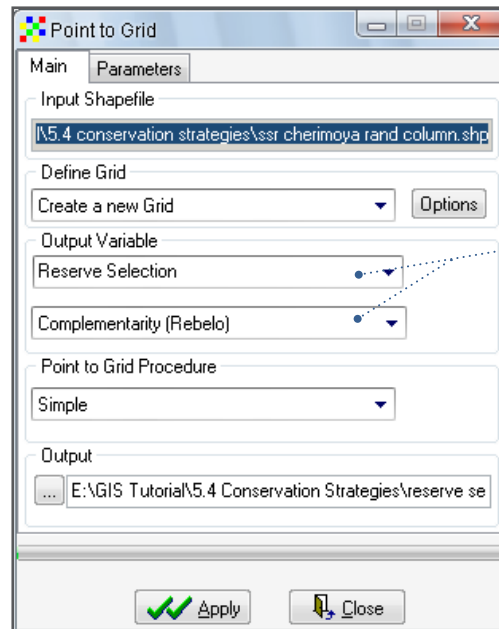 Point to Grid
Main
Parameters
Input Shapefile
l\5.4 conservation strategies\ssr cherimoya rand column.shp
Define Grid
Create a new Grid
Options
Output Variable
Reserve Selection
Complementarity (Rebelo)
Point to Grid Procedure
Simple
Output
...
E:\GIS Tutorial\5.4 Conservation Strategies\reserve se
Apply
Close